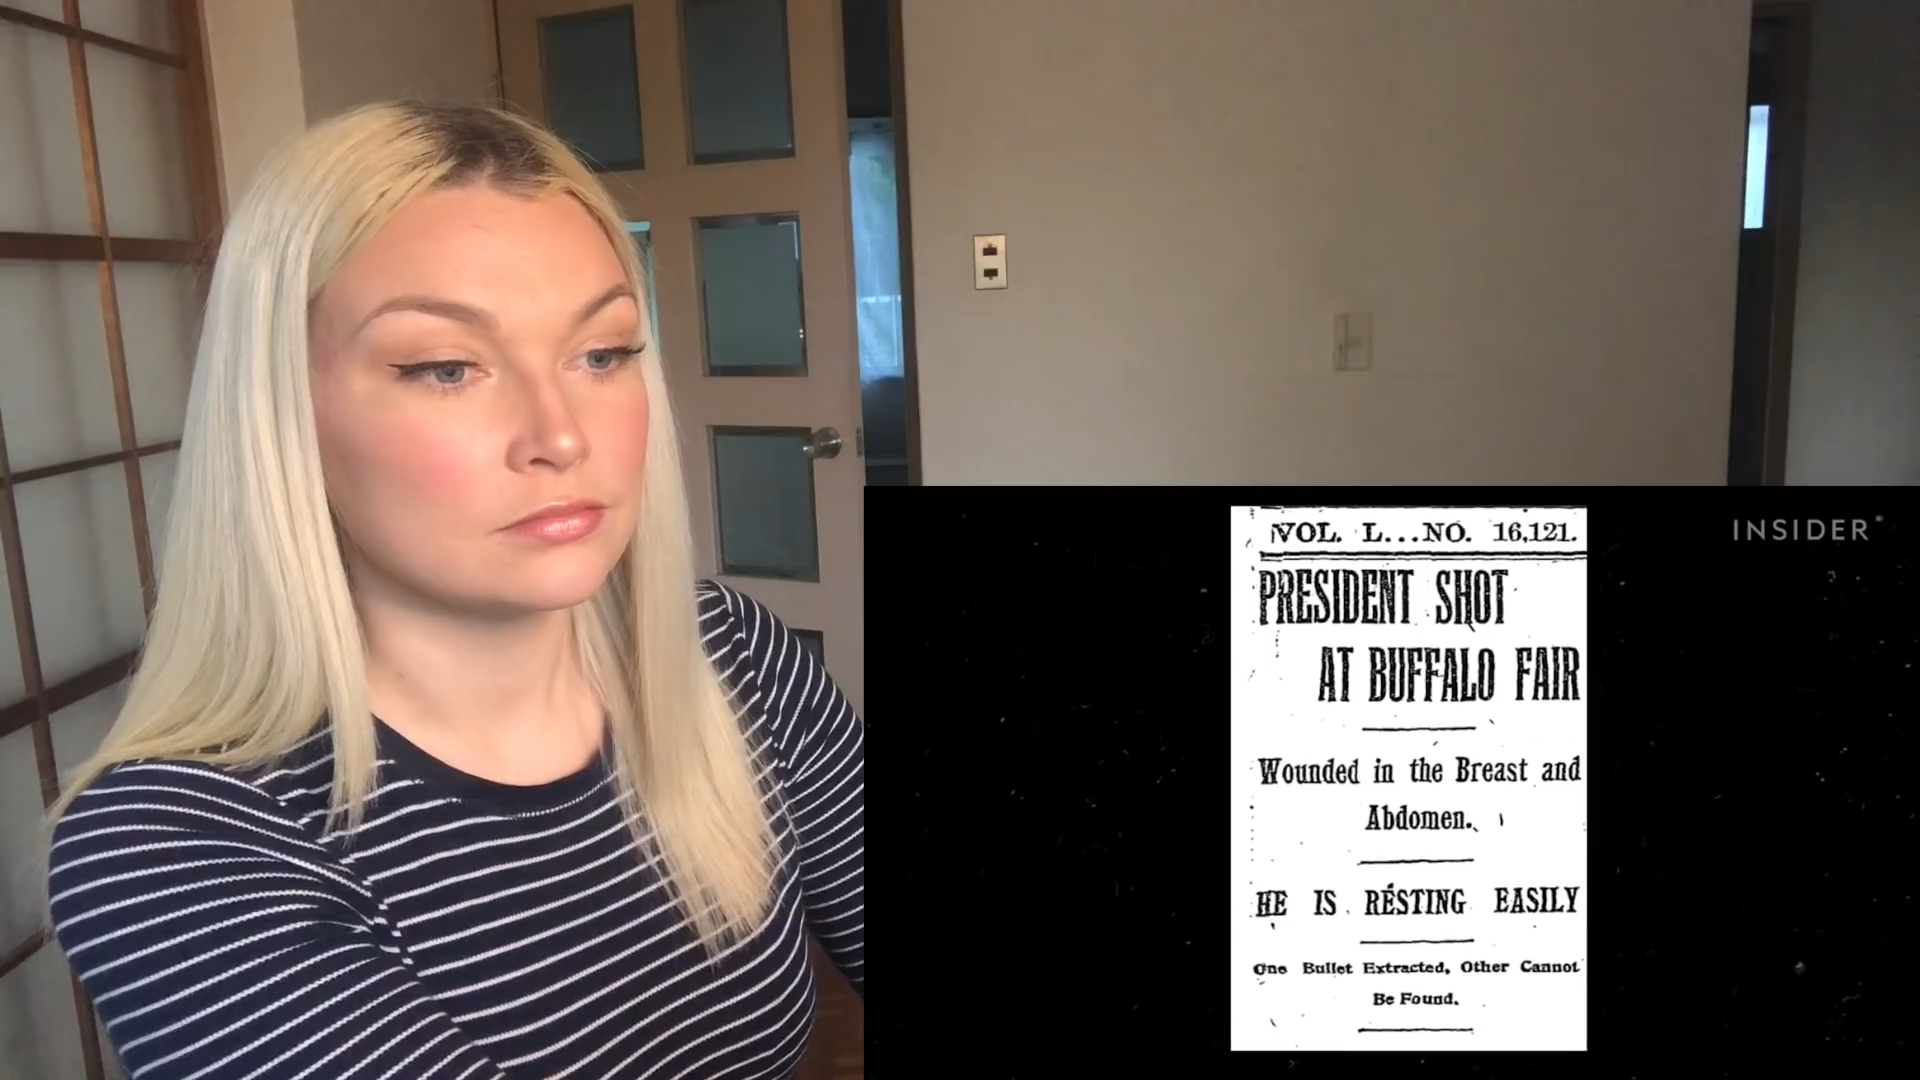 INSIDER
VOL. L...NO. 16,121.
PRESIDENT SHOT
AT BUFFALO FAIR
Wounded in the Breast and
Abdomen.
HE IS RESTING EASILY
One Bullet Extracted, Other Cannot
Be Found.